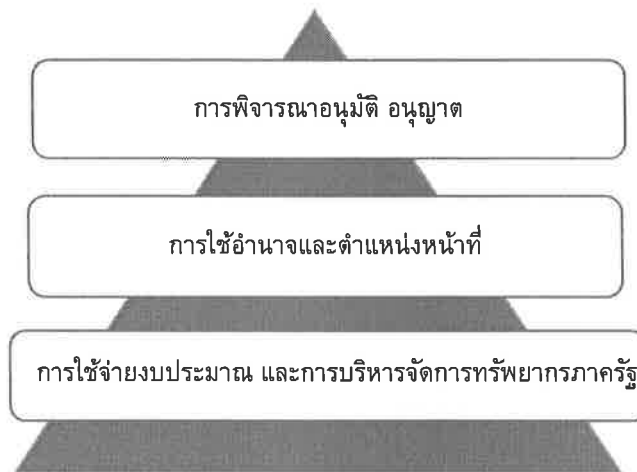 การพิจารณาอนุมัติ อนุญาต
การใช้อำนาจและตำแหน่งหน้าที่
การใช้จ่ายงบประมาณ และการบริหารจัดการทรัพยากรภาครัฐ